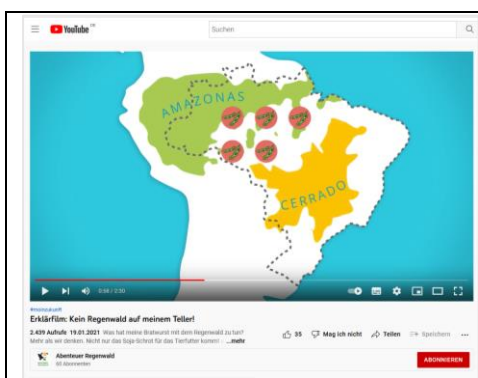 YouTube DE
Suchen
AMAZONAS
CERRADO
0:56 / 2:30
Erklärfilm: Kein Regenwald auf meinem Teller!
2.439 Aufrufe 19.01.2021 Was hat meine Bratwurst mit dem Regenwald zu tun?
Mehr als wir denken. Nicht nur das Soja-Schrot für das Tierfutter kommt ...mehr
35 Mag ich nicht Teilen Speichern
Abenteuer Regenwald
ABONNIEREN